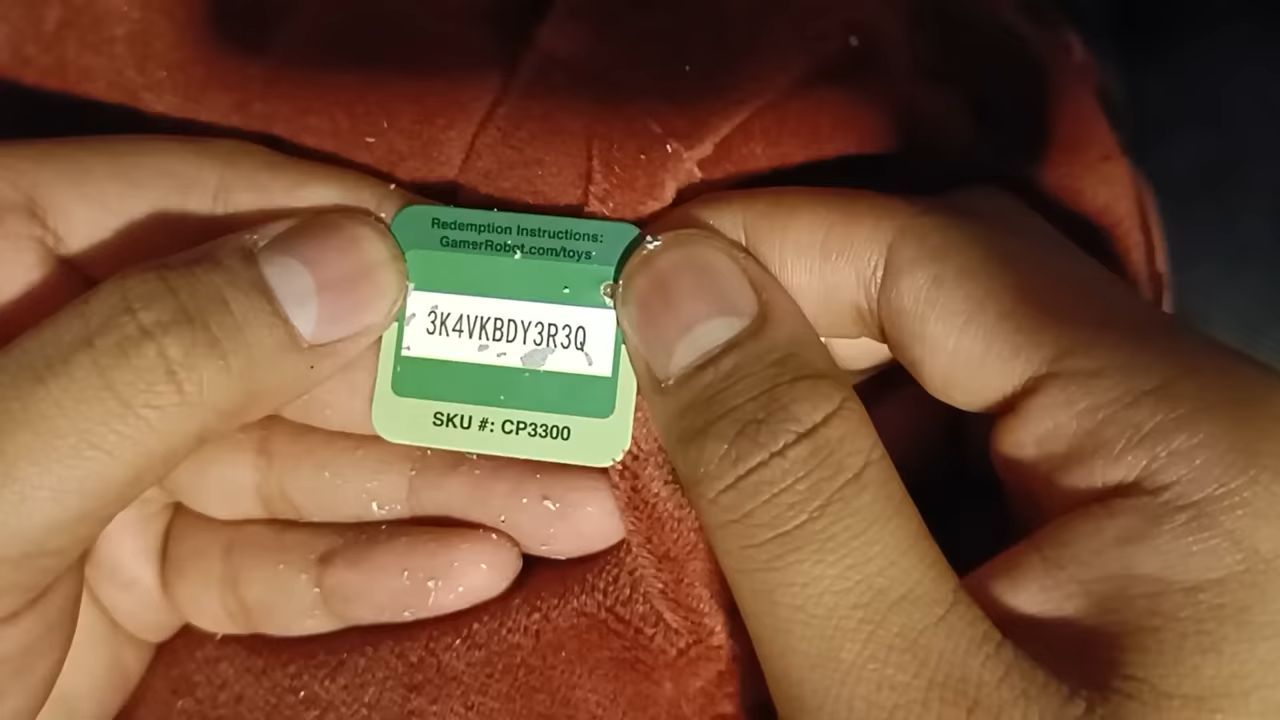 Redemption Instructions:
GamerRobot.com/toys
3K4VKBDY3R3Q
SKU #: CP3300